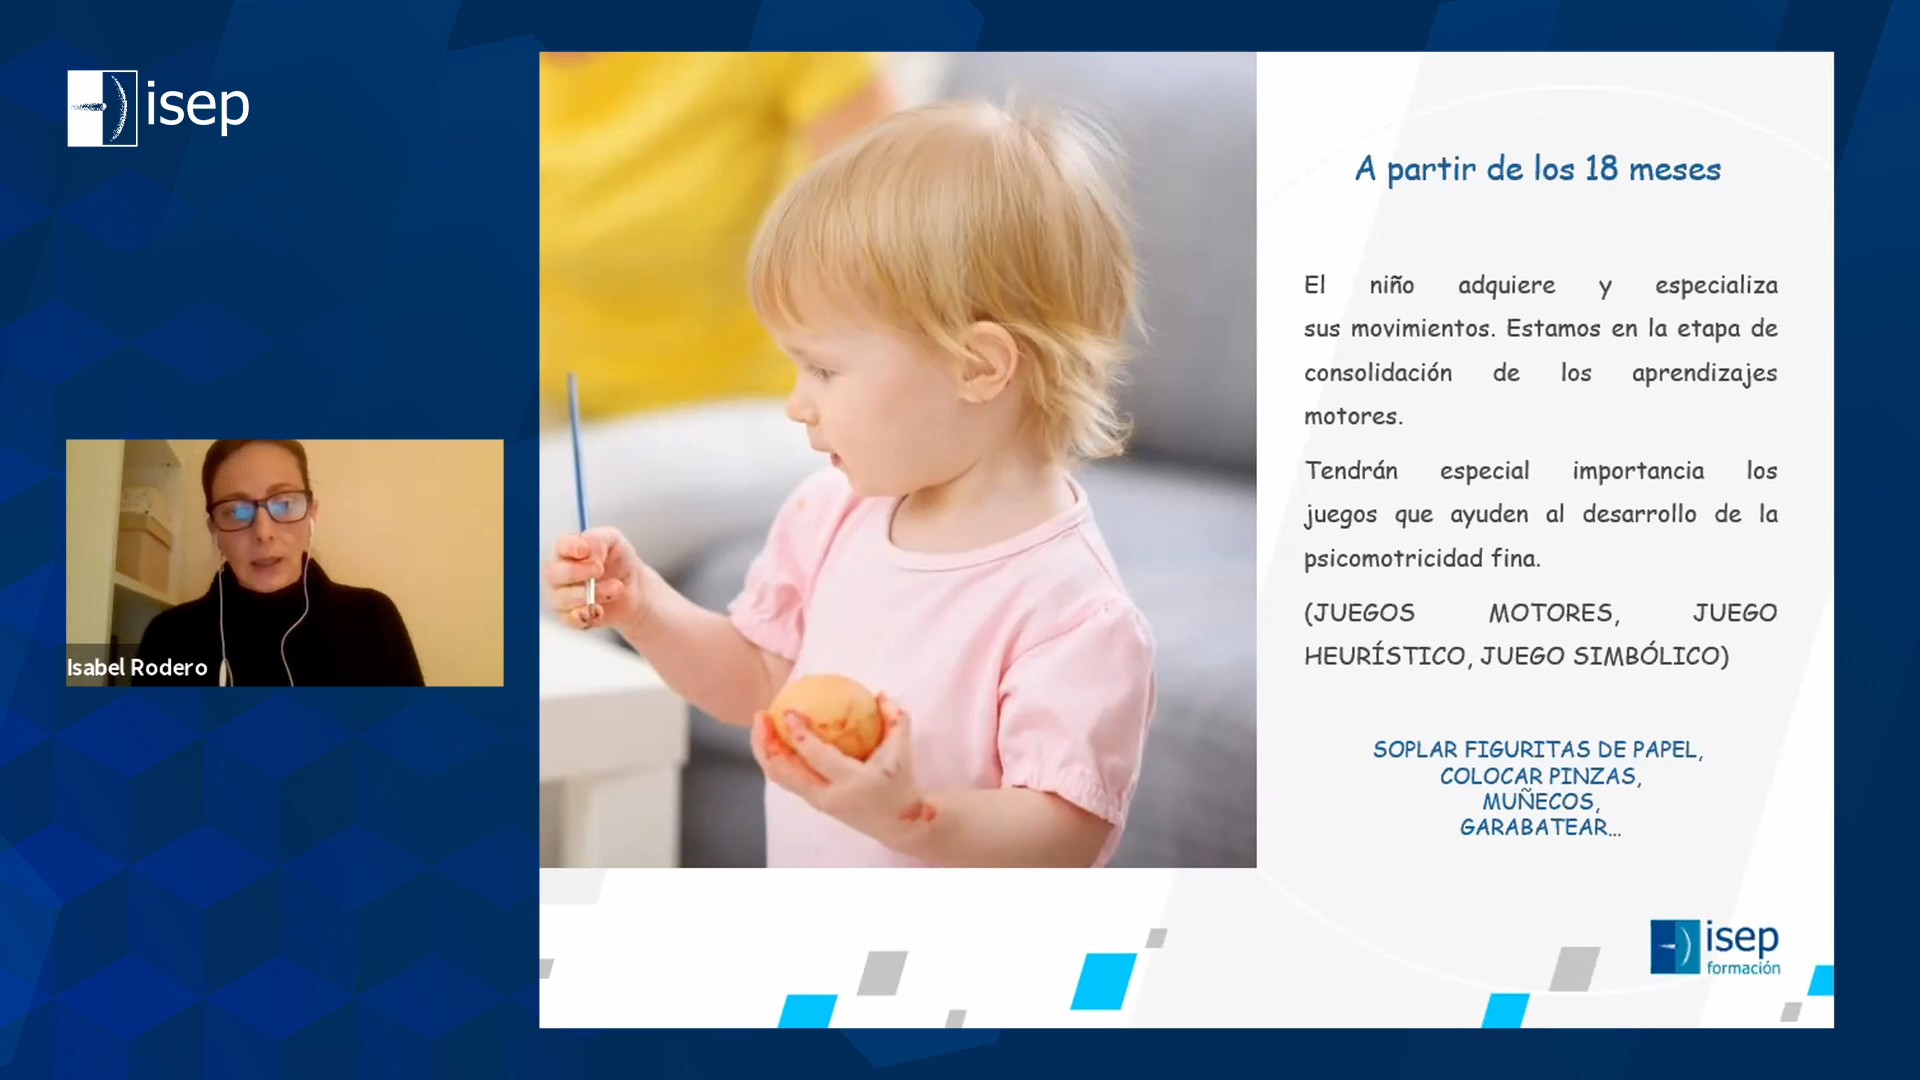 isep
Isabel Rodero
A partir de los 18 meses
El niño adquiere y especializa
sus movimientos. Estamos en la etapa de
consolidación de los aprendizajes
motores.
Tendrán especial importancia los
juegos que ayuden al desarrollo de la
psicomotricidad fina.
(JUEGOS MOTORES, JUEGO
HEURÍSTICO, JUEGO SIMBÓLICO)
SOPLAR FIGURITAS DE PAPEL,
COLOCAR PINZAS,
MUÑECOS,
GARABATEAR...
isep
formación